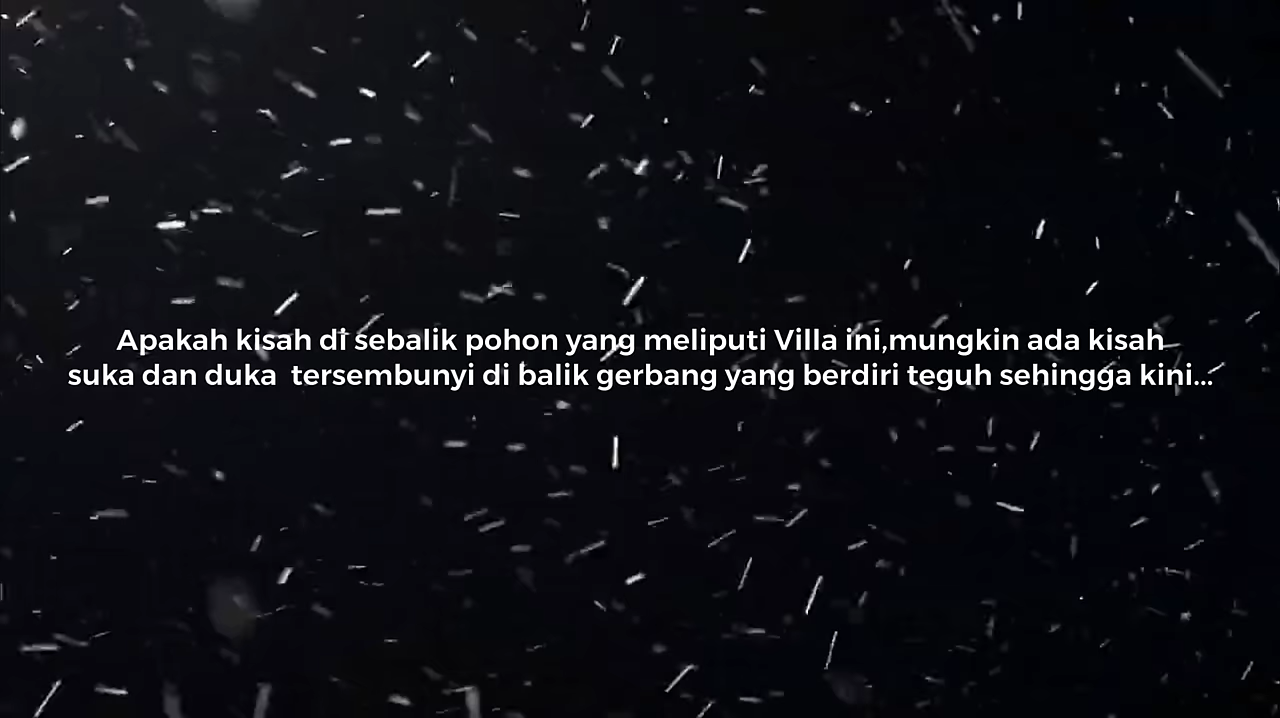 Apakah kisah di sebalik pohon yang meliputi Villa ini,mungkin ada kisah
suka dan duka  tersembunyi di balik gerbang yang berdiri teguh sehingga kini...